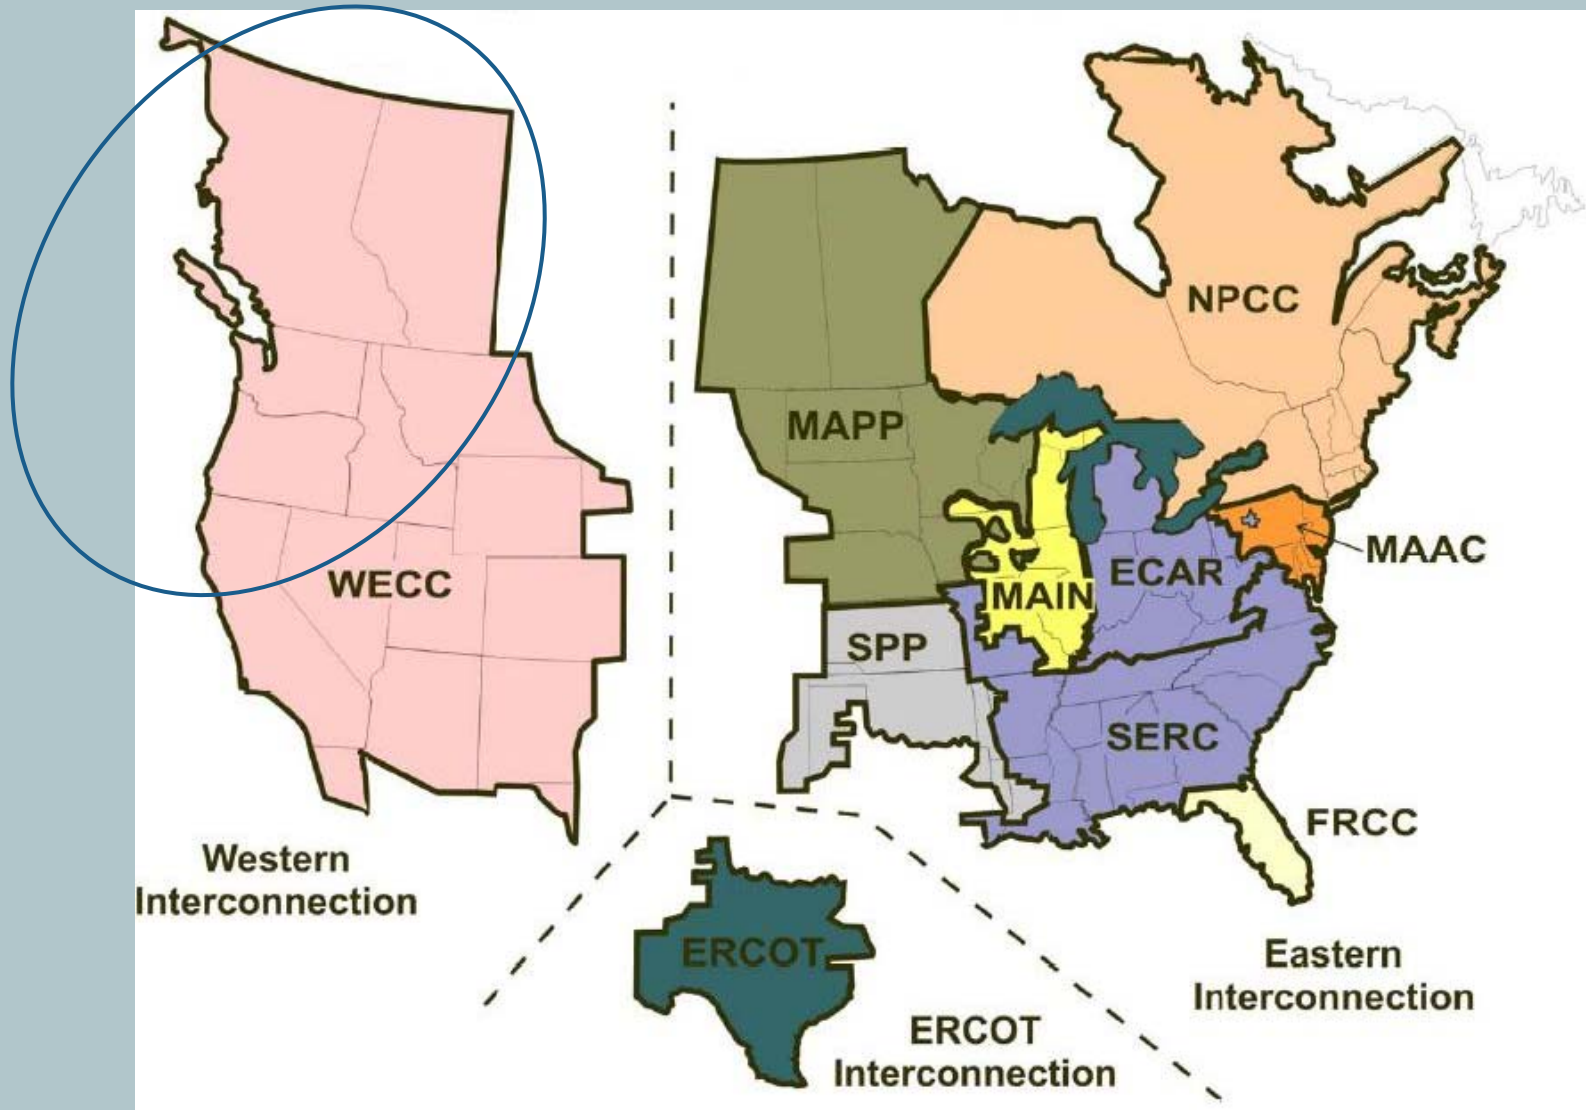 NPCC
MAPP
MAAC
ECAR
WECC
MAIN
SPP
SERC
FRCC
Western
Interconnection
ERCOT
Eastern
Interconnection
ERCOT
Interconnection